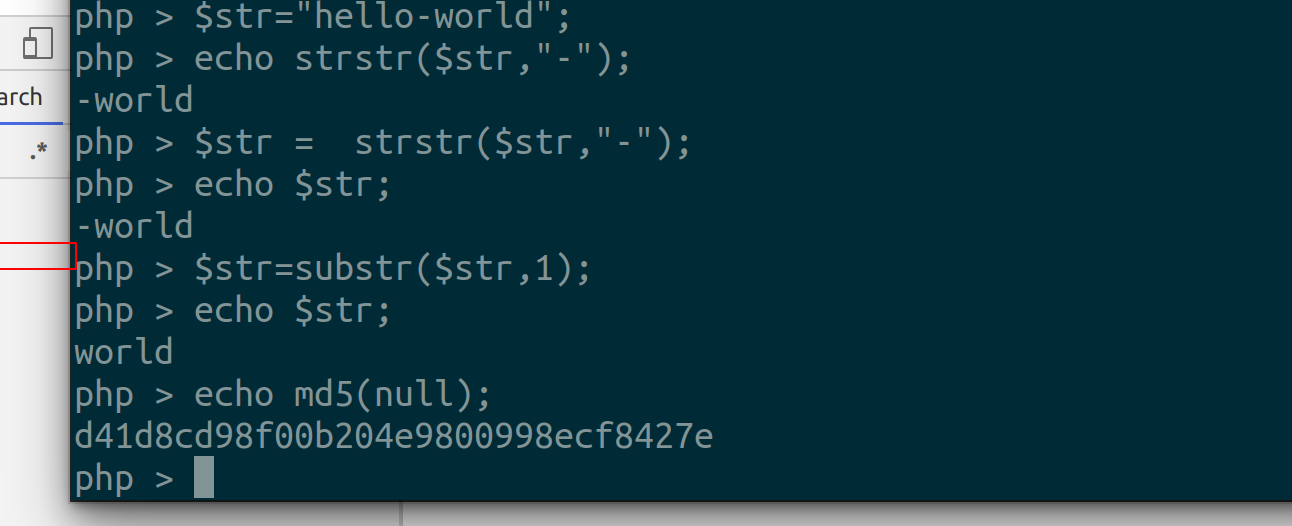 php > $str="hello-world";
php > echo strstr($str,"-");
-world
arch
php > $str =  strstr($str,"-");
.*
php > echo $str;
-world
php > $str=substr($str,1);
php > echo $str;
world
php > echo md5(null);
d41d8cd98f00b204e9800998ecf8427e
php >